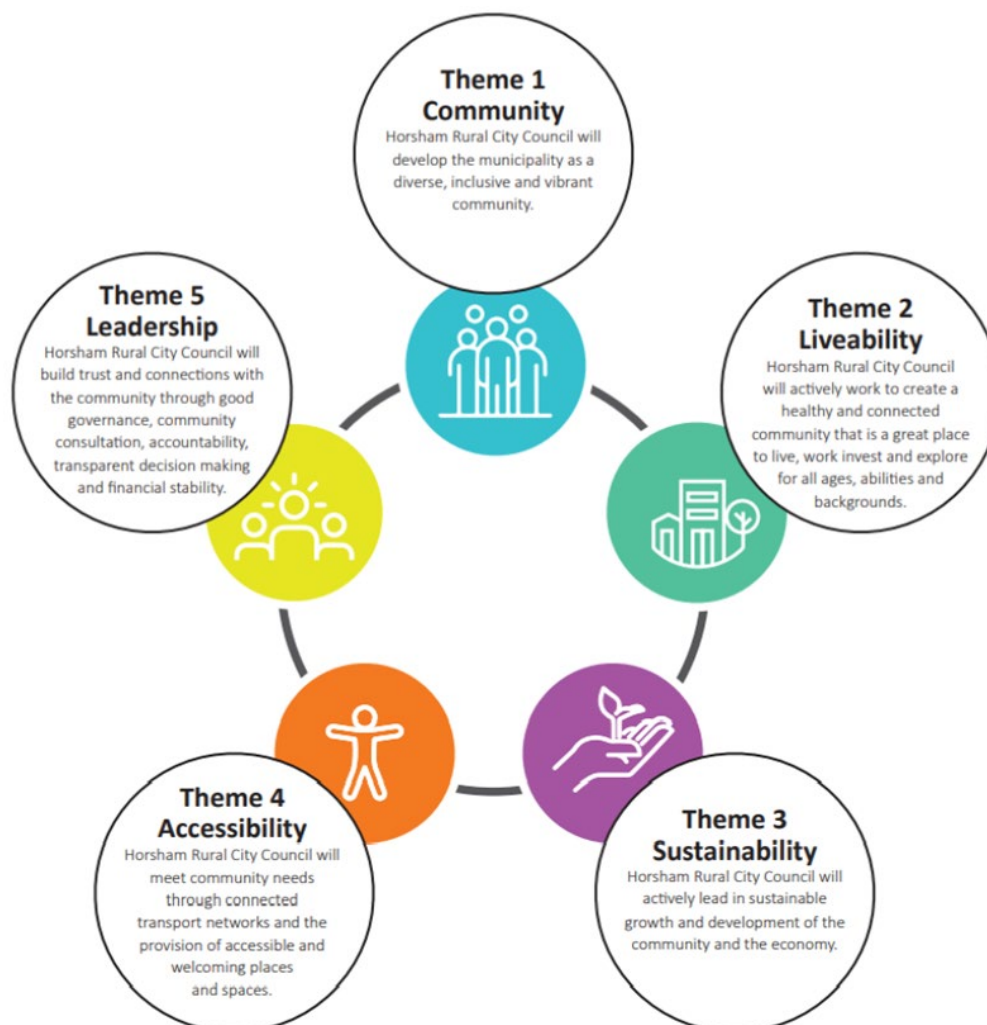 Theme 1
Community
Horsham Rural City Council will
develop the municipality as a
diverse, inclusive and vibrant
community.
Theme 2
Liveability
Horsham Rural City Council
will actively work to create a
healthy and connected
community that is a great place
to live, work invest and explore
for all ages, abilities and
backgrounds.
Theme 3
Sustainability
Horsham Rural City Council will
actively lead in sustainable
growth and development of the
community and the economy.
Theme 4
Accessibility
Horsham Rural City Council will
meet community needs
through connected
transport networks and the
provision of accessible and
welcoming places
and spaces.
Theme 5
Leadership
Horsham Rural City Council will
build trust and connections with
the community through good
governance, community
consultation, accountability,
transparent decision making
and financial stability.